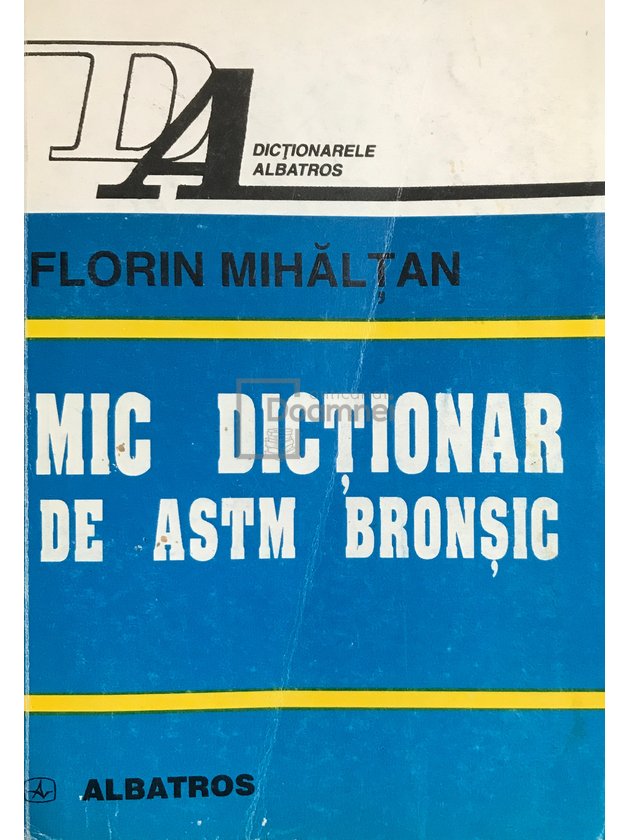 DA
DICȚIONARELE
ALBATROS
FLORIN MIHĂLȚAN
MIC DICȚIONAR
DE ASTM BRONȘIC
ALBATROS